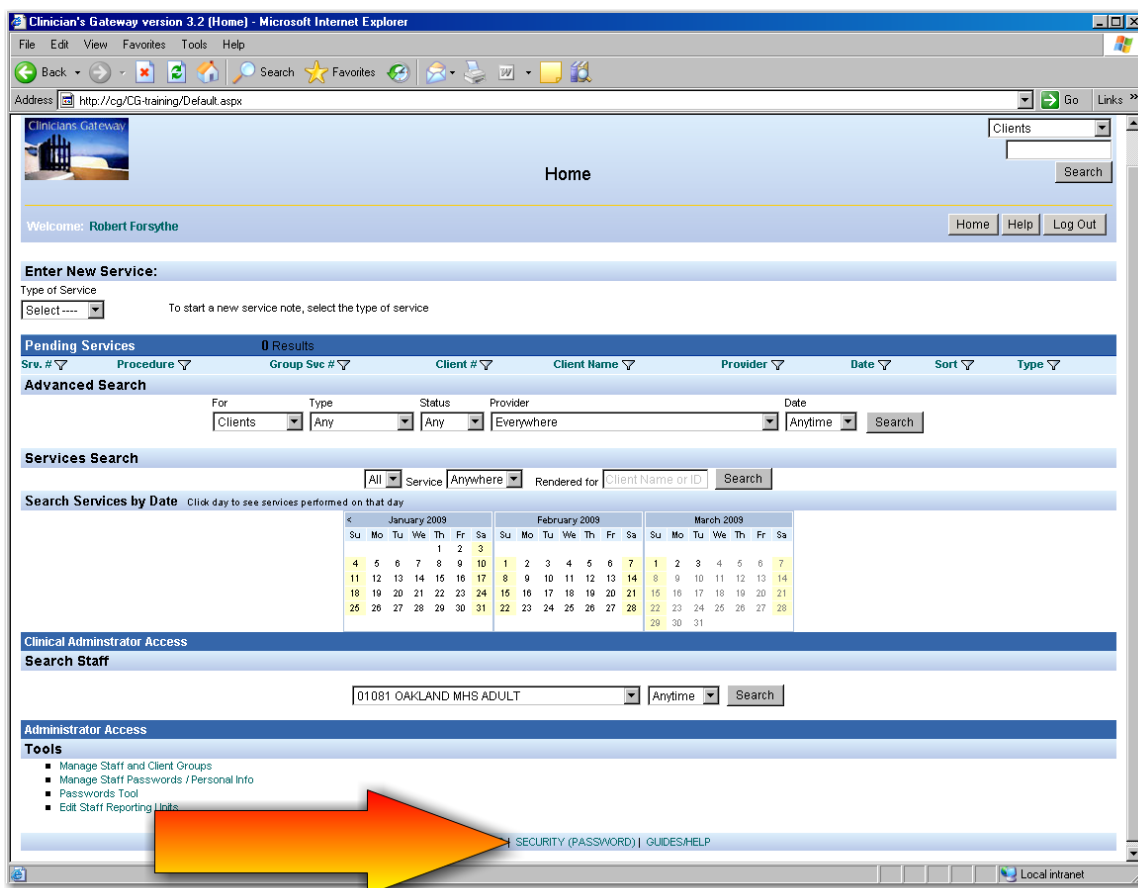 Clinician's Gateway version 3.2 (Home) - Microsoft Internet Explorer
File Edit View Favorites Tools Help
Back Search Favorites
Address http://cg/CG-training/Default.aspx Go Links »
Clinicians Gateway
Clients
Home
Search
Welcome: Robert Forsythe Home Help Log Out
Enter New Service:
Type of Service
Select ---- To start a new service note, select the type of service
Pending Services 0 Results
Srv. # Procedure Group Svc # Client # Client Name Provider Date Sort Type
Advanced Search
For Type Status Provider Date
Clients Any Any Everywhere Anytime Search
Services Search
All Service Anywhere Rendered for Client Name or ID Search
Search Services by Date Click day to see services performed on that day
< January 2009 February 2009 March 2009
Su Mo Tu We Th Fr Sa Su Mo Tu We Th Fr Sa Su Mo Tu We Th Fr Sa
1 2 3
4 5 6 7 8 9 10 1 2 3 4 5 6 7 1 2 3 4 5 6 7
11 12 13 14 15 16 17 8 9 10 11 12 13 14 8 9 10 11 12 13 14
18 19 20 21 22 23 24 15 16 17 18 19 20 21 15 16 17 18 19 20 21
25 26 27 28 29 30 31 22 23 24 25 26 27 28 22 23 24 25 26 27 28
29 30 31
Clinical Adminstrator Access
Search Staff
01081 OAKLAND MHS ADULT Anytime Search
Administrator Access
Tools
Manage Staff and Client Groups
Manage Staff Passwords / Personal Info
Passwords Tool
Edit Staff Reporting Units
| SECURITY (PASSWORD) | GUIDES/HELP
Local intranet